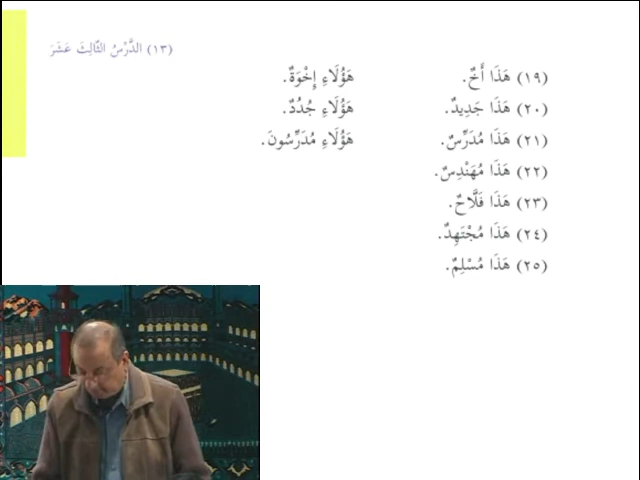 (١٣) الدَّرْسُ الثَّالِثَ عَشَرَ
(١٩) هَذَا أَخٌ. هَؤُلَاءِ إِخْوَةٌ.
(٢٠) هَذَا جَدِيدٌ. هَؤُلَاءِ جُدُدٌ.
(٢١) هَذَا مُدَرِّسٌ. هَؤُلَاءِ مُدَرِّسُونَ.
(٢٢) هَذَا مُهَنْدِسٌ.
(٢٣) هَذَا فَلَّاحٌ.
(٢٤) هَذَا مُجْتَهِدٌ.
(٢٥) هَذَا مُسْلِمٌ.